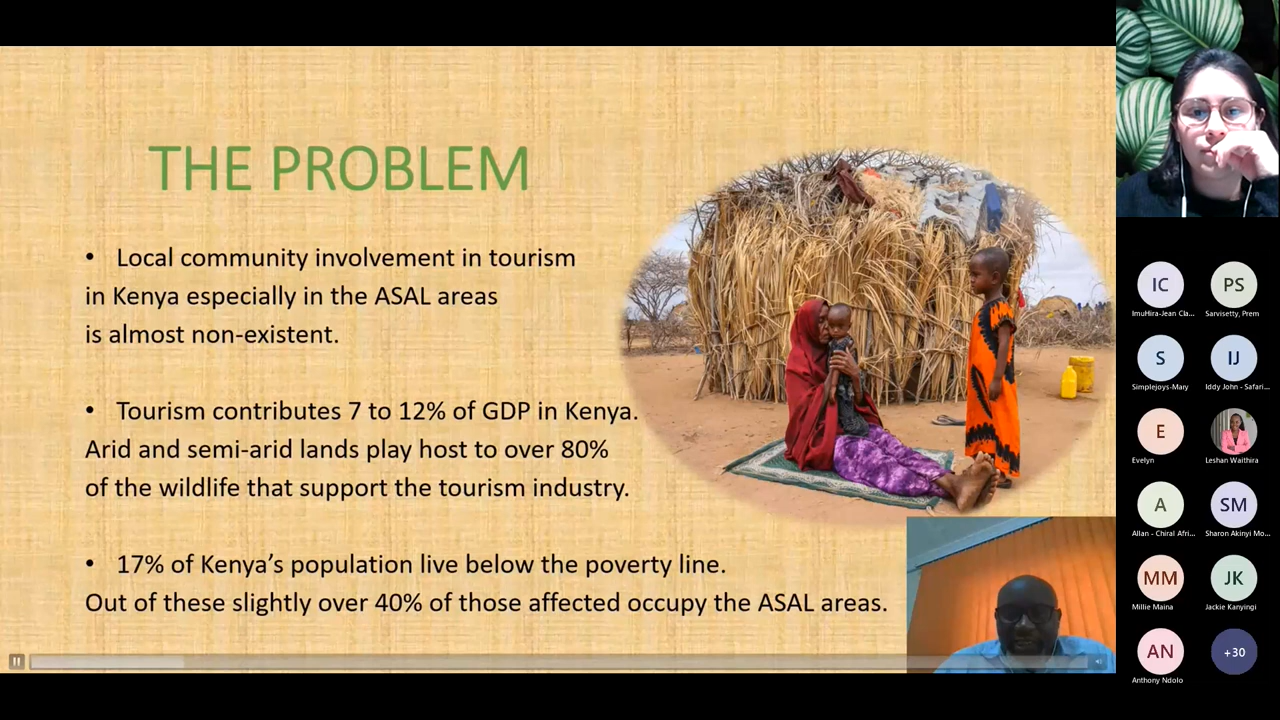 THE PROBLEM
• Local community involvement in tourism
in Kenya especially in the ASAL areas
is almost non-existent.
• Tourism contributes 7 to 12% of GDP in Kenya.
Arid and semi-arid lands play host to over 80%
of the wildlife that support the tourism industry.
• 17% of Kenya’s population live below the poverty line.
Out of these slightly over 40% of those affected occupy the ASAL areas.
IC
PS
ImuHira-Jean Cla...
Sarvisetty, Prem
S
IJ
Simplejoys-Mary
Iddy John - Safari...
E
Evelyn
Leshan Waithira
A
SM
Allan - Chiral Afri...
Sharon Akinyi Mo...
MM
JK
Millie Maina
Jackie Kanyingi
AN
+30
Anthony Ndolo